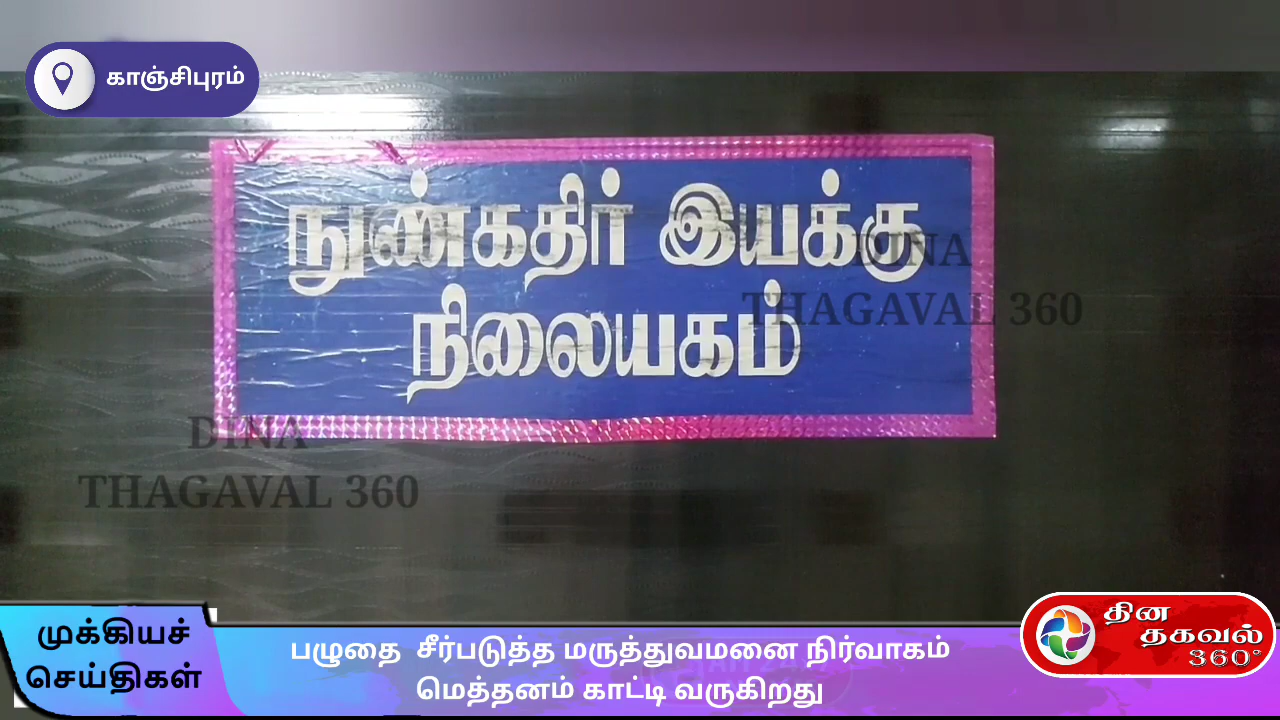 காஞ்சிபுரம்
நுண்கதிர் இயக்கு
நிலையகம்
DINA
THAGAVAL 360
DINA
THAGAVAL 360
முக்கியச்
செய்திகள்
பழுதை சீர்படுத்த மருத்துவமனை நிர்வாகம்
மெத்தனம் காட்டி வருகிறது
தின
தகவல்
360°